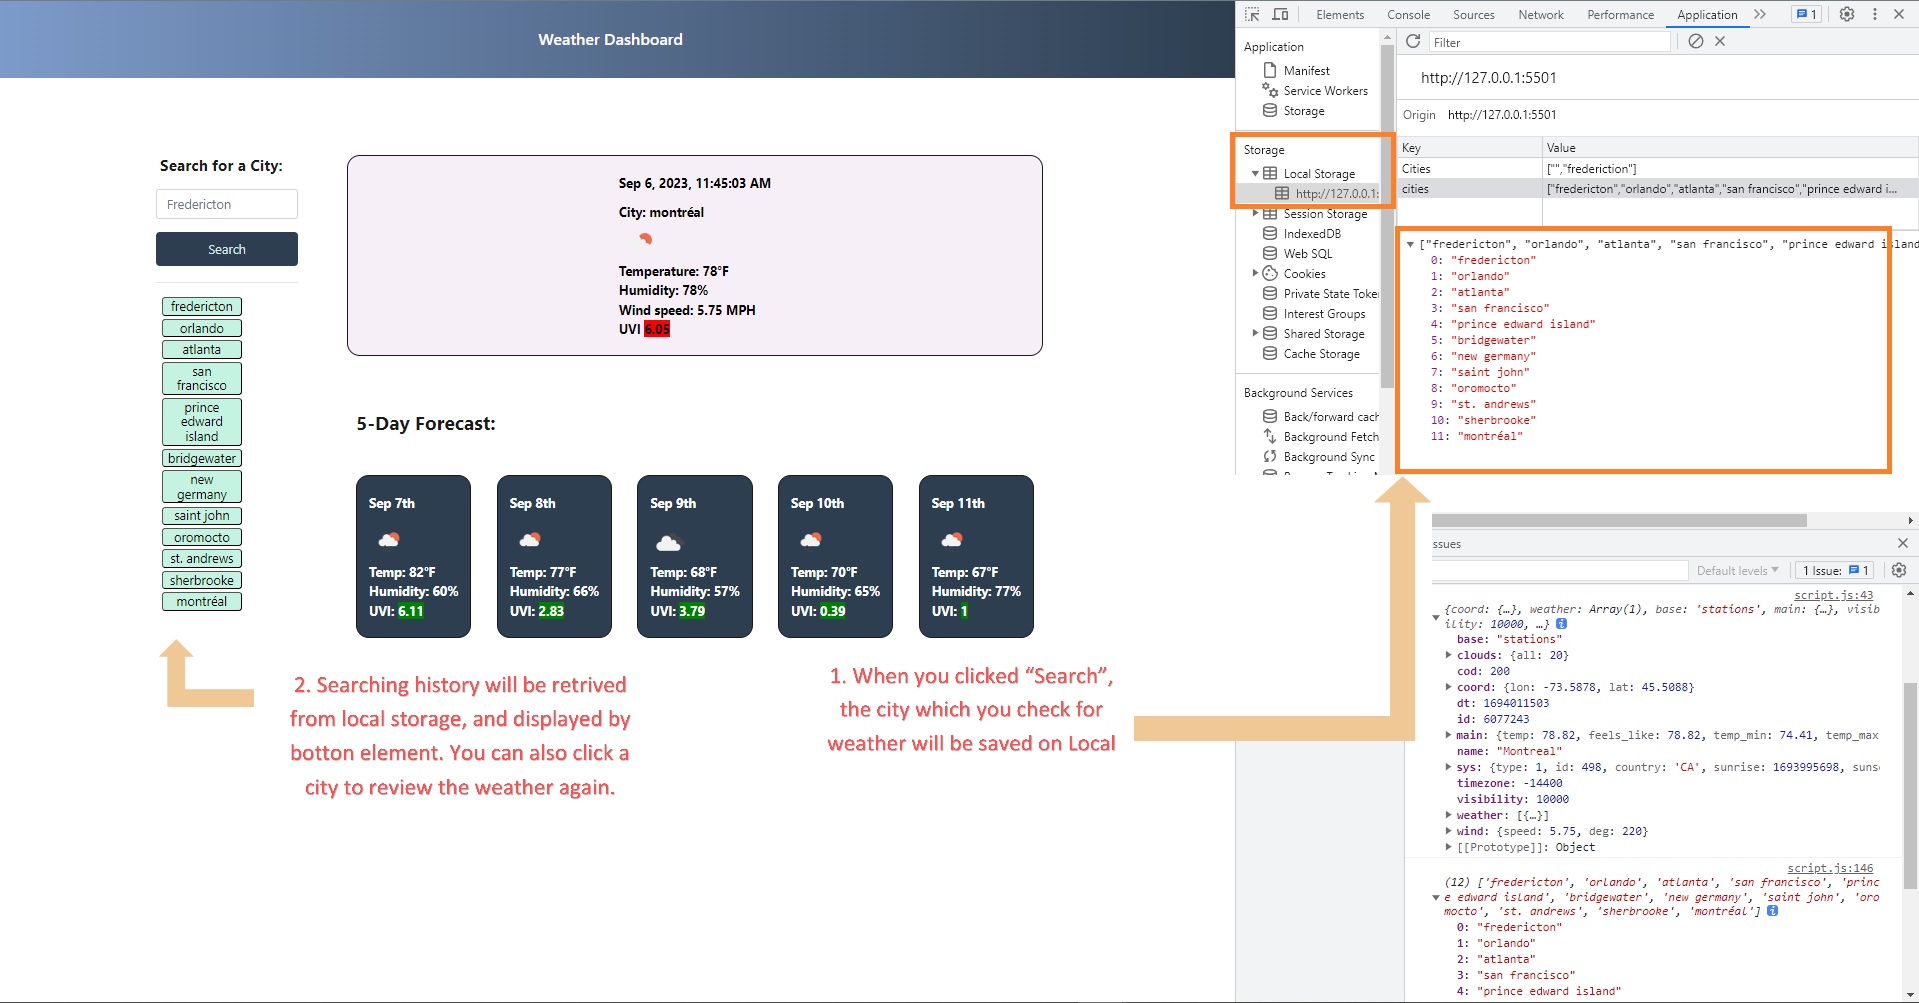 Weather Dashboard
Search for a City:
Fredericton
Search
fredericton
orlando
atlanta
san
francisco
prince
edward
island
bridgewater
new
germany
saint john
oromocto
st. andrews
sherbrooke
montréal
Sep 6, 2023, 11:45:03 AM
City: montréal
Temperature: 78°F
Humidity: 78%
Wind speed: 5.75 MPH
UVI 6.05
5-Day Forecast:
Sep 7th
Temp: 82°F
Humidity: 60%
UVI: 6.11
Sep 8th
Temp: 77°F
Humidity: 66%
UVI: 2.83
Sep 9th
Temp: 68°F
Humidity: 57%
UVI: 3.79
Sep 10th
Temp: 70°F
Humidity: 65%
UVI: 0.39
Sep 11th
Temp: 67°F
Humidity: 77%
UVI: 1
2. Searching history will be retrived
from local storage, and displayed by
botton element. You can also click a
city to review the weather again.
1. When you clicked “Search”,
the city which you check for
weather will be saved on Local
Elements Console Sources Network Performance Application 1
Application
Manifest
Service Workers
Storage
Storage
Local Storage
http://127.0.0.1:
Session Storage
IndexedDB
Web SQL
Cookies
Private State Toke
Interest Groups
Shared Storage
Cache Storage
Background Services
Back/forward cach
Background Fetch
Background Sync
Filter
http://127.0.0.1:5501
Origin http://127.0.0.1:5501
Key Value
Cities ["","frederiction"]
cities ["fredericton","orlando","atlanta","san francisco","prince edward i...
["fredericton", "orlando", "atlanta", "san francisco", "prince edward island
0: "fredericton"
1: "orlando"
2: "atlanta"
3: "san francisco"
4: "prince edward island"
5: "bridgewater"
6: "new germany"
7: "saint john"
8: "oromocto"
9: "st. andrews"
10: "sherbrooke"
11: "montréal"
ssues
Default levels 1 Issue: 1
script.js:43
{coord: {…}, weather: Array(1), base: 'stations', main: {…}, visib
ility: 10000, …}
base: "stations"
clouds: {all: 20}
cod: 200
coord: {lon: -73.5878, lat: 45.5088}
dt: 1694011503
id: 6077243
main: {temp: 78.82, feels_like: 78.82, temp_min: 74.41, temp_max
name: "Montreal"
sys: {type: 1, id: 498, country: 'CA', sunrise: 1693995698, suns
timezone: -14400
visibility: 10000
weather: [{…}]
wind: {speed: 5.75, deg: 220}
[[Prototype]]: Object
script.js:146
(12) ['fredericton', 'orlando', 'atlanta', 'san francisco', 'princ
e edward island', 'bridgewater', 'new germany', 'saint john', 'oro
mocto', 'st. andrews', 'sherbrooke', 'montréal']
0: "fredericton"
1: "orlando"
2: "atlanta"
3: "san francisco"
4: "prince edward island"